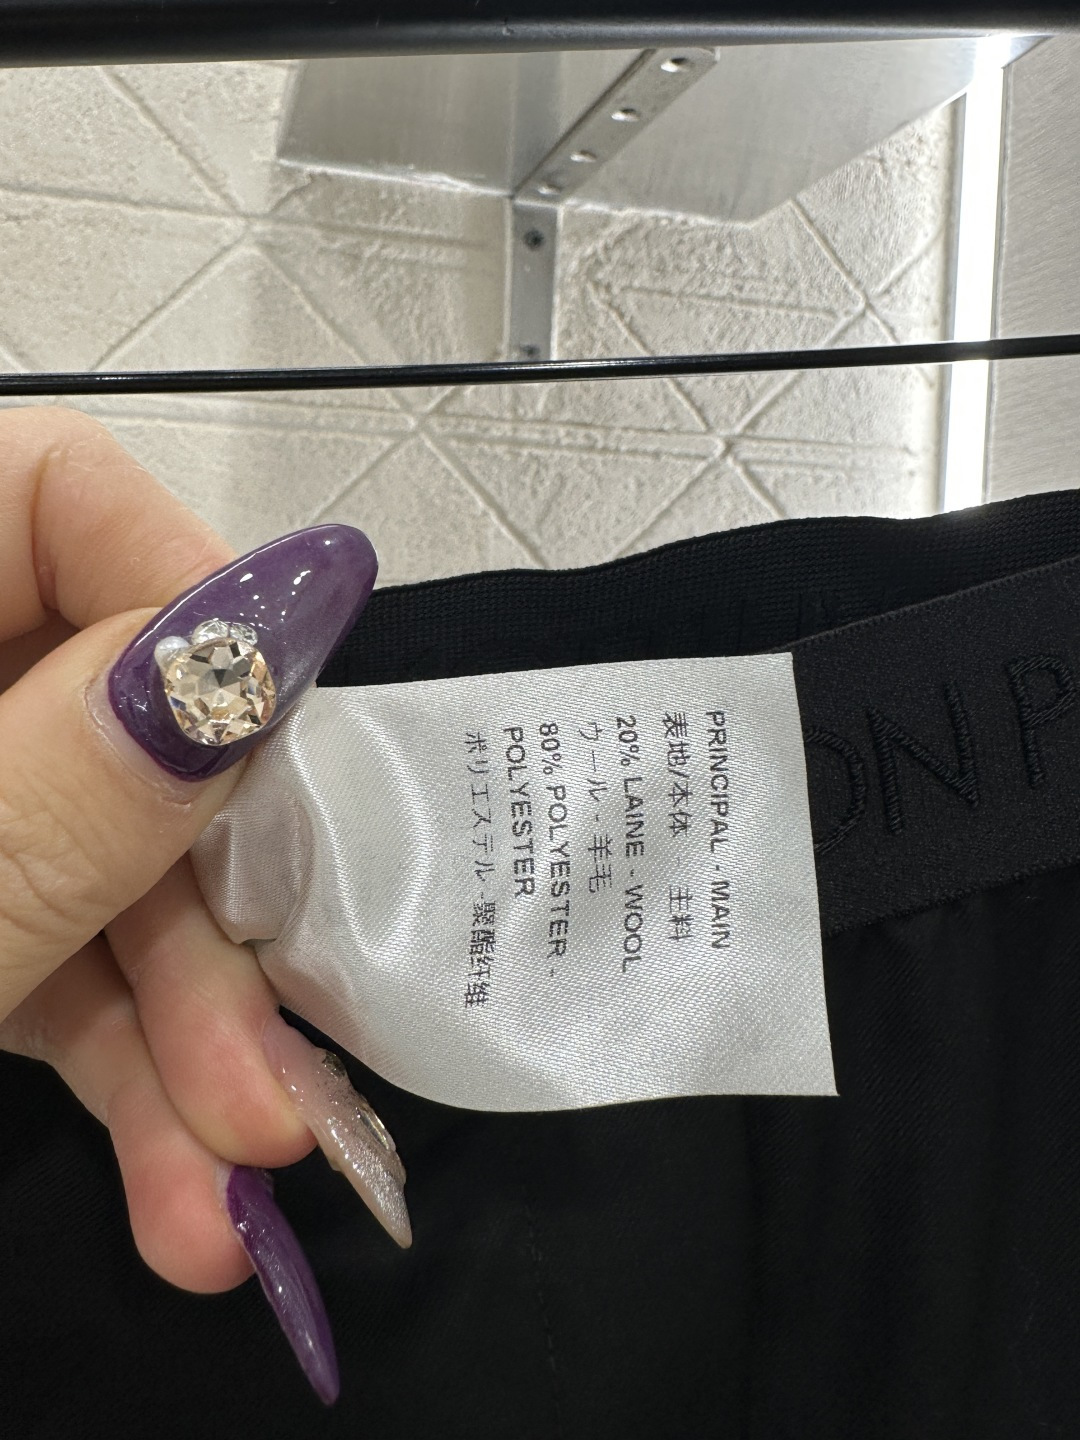 PRINCIPAL - MAIN
表地/本体 - 主料
20% LAINE - WOOL
ウール - 羊毛
80% POLYESTER -
POLYESTER
ポリエステル - 聚酯纤维
ON P